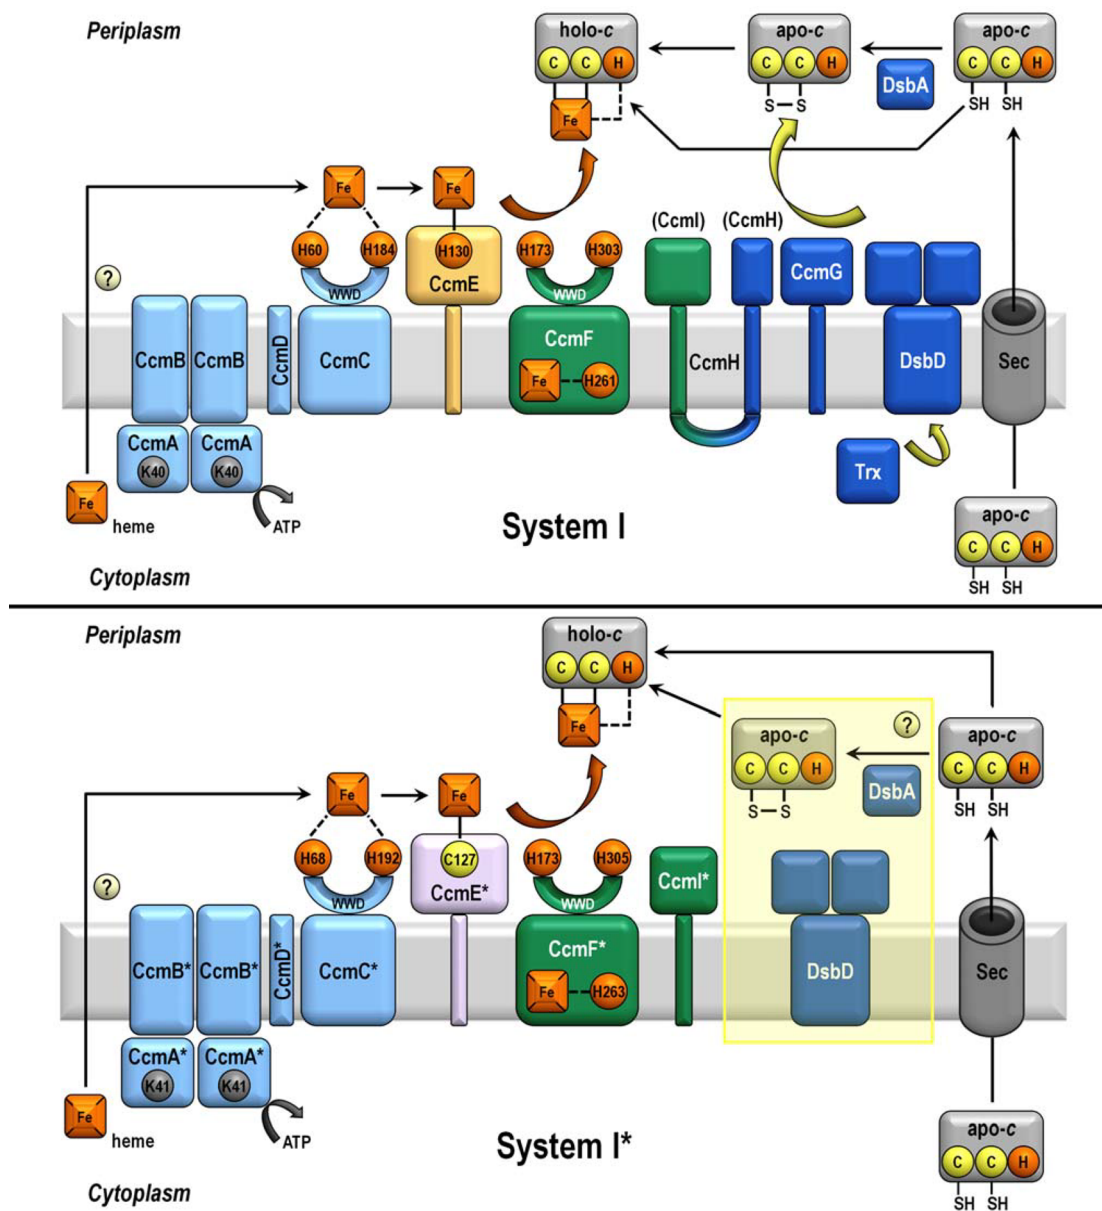 Periplasm
holo-c
C C H
Fe
apo-c
C C H
S S
DsbA
apo-c
C C H
SH SH
Fe
Fe
H60 H184
WWD
H130
CcmE
H173 H303
WWD
(CcmI)
(CcmH)
CcmG
?
CcmB
CcmB
CcmD
CcmC
CcmF
Fe H261
CcmH
DsbD
Sec
CcmA
K40
CcmA
K40
Trx
Fe
heme
ATP
System I
apo-c
C C H
SH SH
Cytoplasm
Periplasm
holo-c
C C H
Fe
apo-c
C C H
S S
?
DsbA
apo-c
C C H
SH SH
Fe
Fe
H68 H192
WWD
C127
CcmE*
H173 H305
WWD
CcmI*
?
CcmB*
CcmB*
CcmD*
CcmC*
CcmF*
Fe H263
DsbD
Sec
CcmA*
K41
CcmA*
K41
Fe
heme
ATP
System I*
apo-c
C C H
SH SH
Cytoplasm